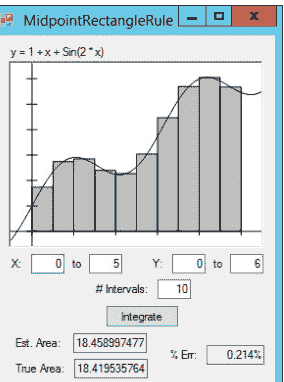 MidpointRectangleRule
y = 1 + x + Sin(2 * x)
X: 0 to 5 Y: 0 to 6
# Intervals: 10
Integrate
Est. Area: 18.458997477
% Err: 0.214%
True Area: 18.419535764